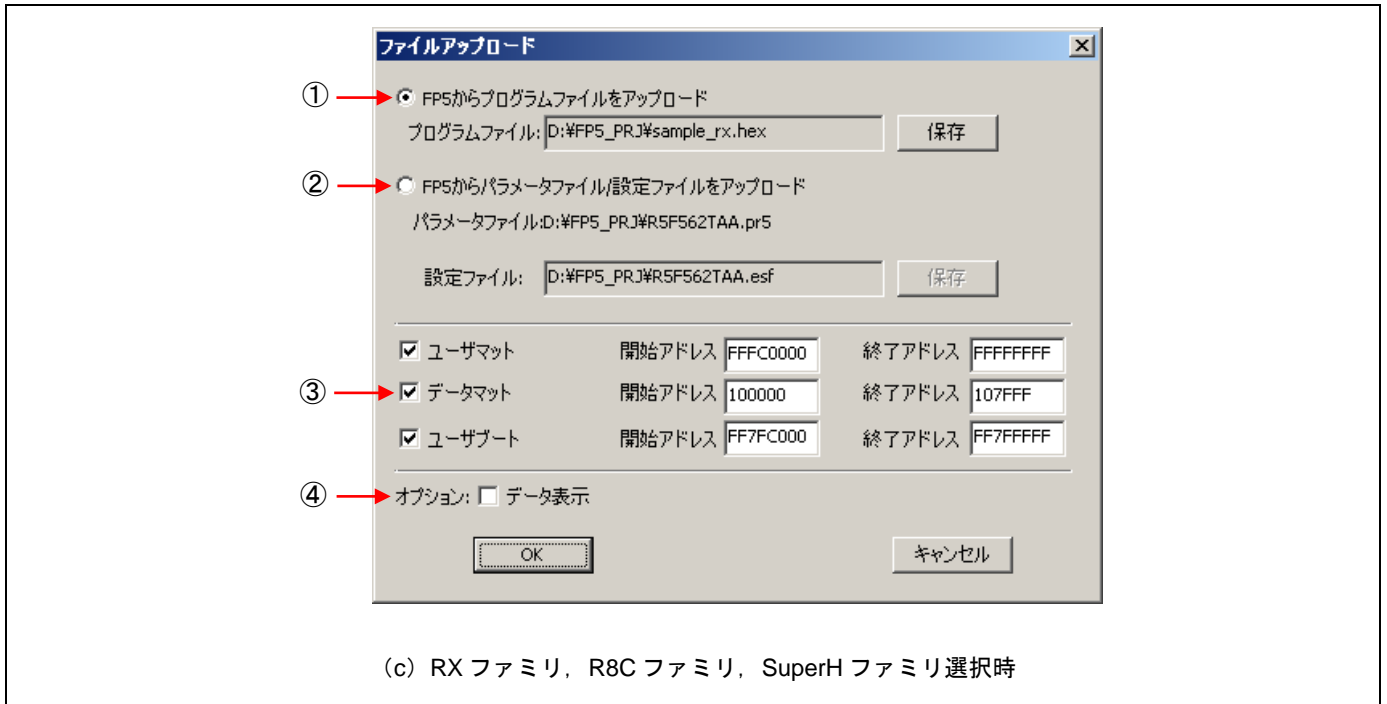 ファイルアップロード
① FP5からプログラムファイルをアップロード
プログラムファイル: D:¥FP5_PRJ¥sample_rx.hex 保存
② FP5からパラメータファイル/設定ファイルをアップロード
パラメータファイル:D:¥FP5_PRJ¥R5F562TAA.pr5
設定ファイル: D:¥FP5_PRJ¥R5F562TAA.esf 保存
ユーザマット 開始アドレス FFFC0000 終了アドレス FFFFFFFF
③ データマット 開始アドレス 100000 終了アドレス 107FFF
ユーザブート 開始アドレス FF7FC000 終了アドレス FF7FFFFF
④ オプション: データ表示
OK キャンセル
（c）RX ファミリ，R8C ファミリ，SuperH ファミリ選択時